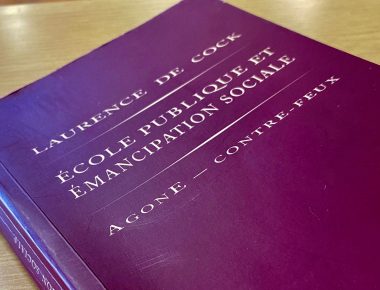 LAURENCE DE COCK
ÉCOLE PUBLIQUE ET
ÉMANCIPATION SOCIALE
AGONE — CONTRE-FEUX